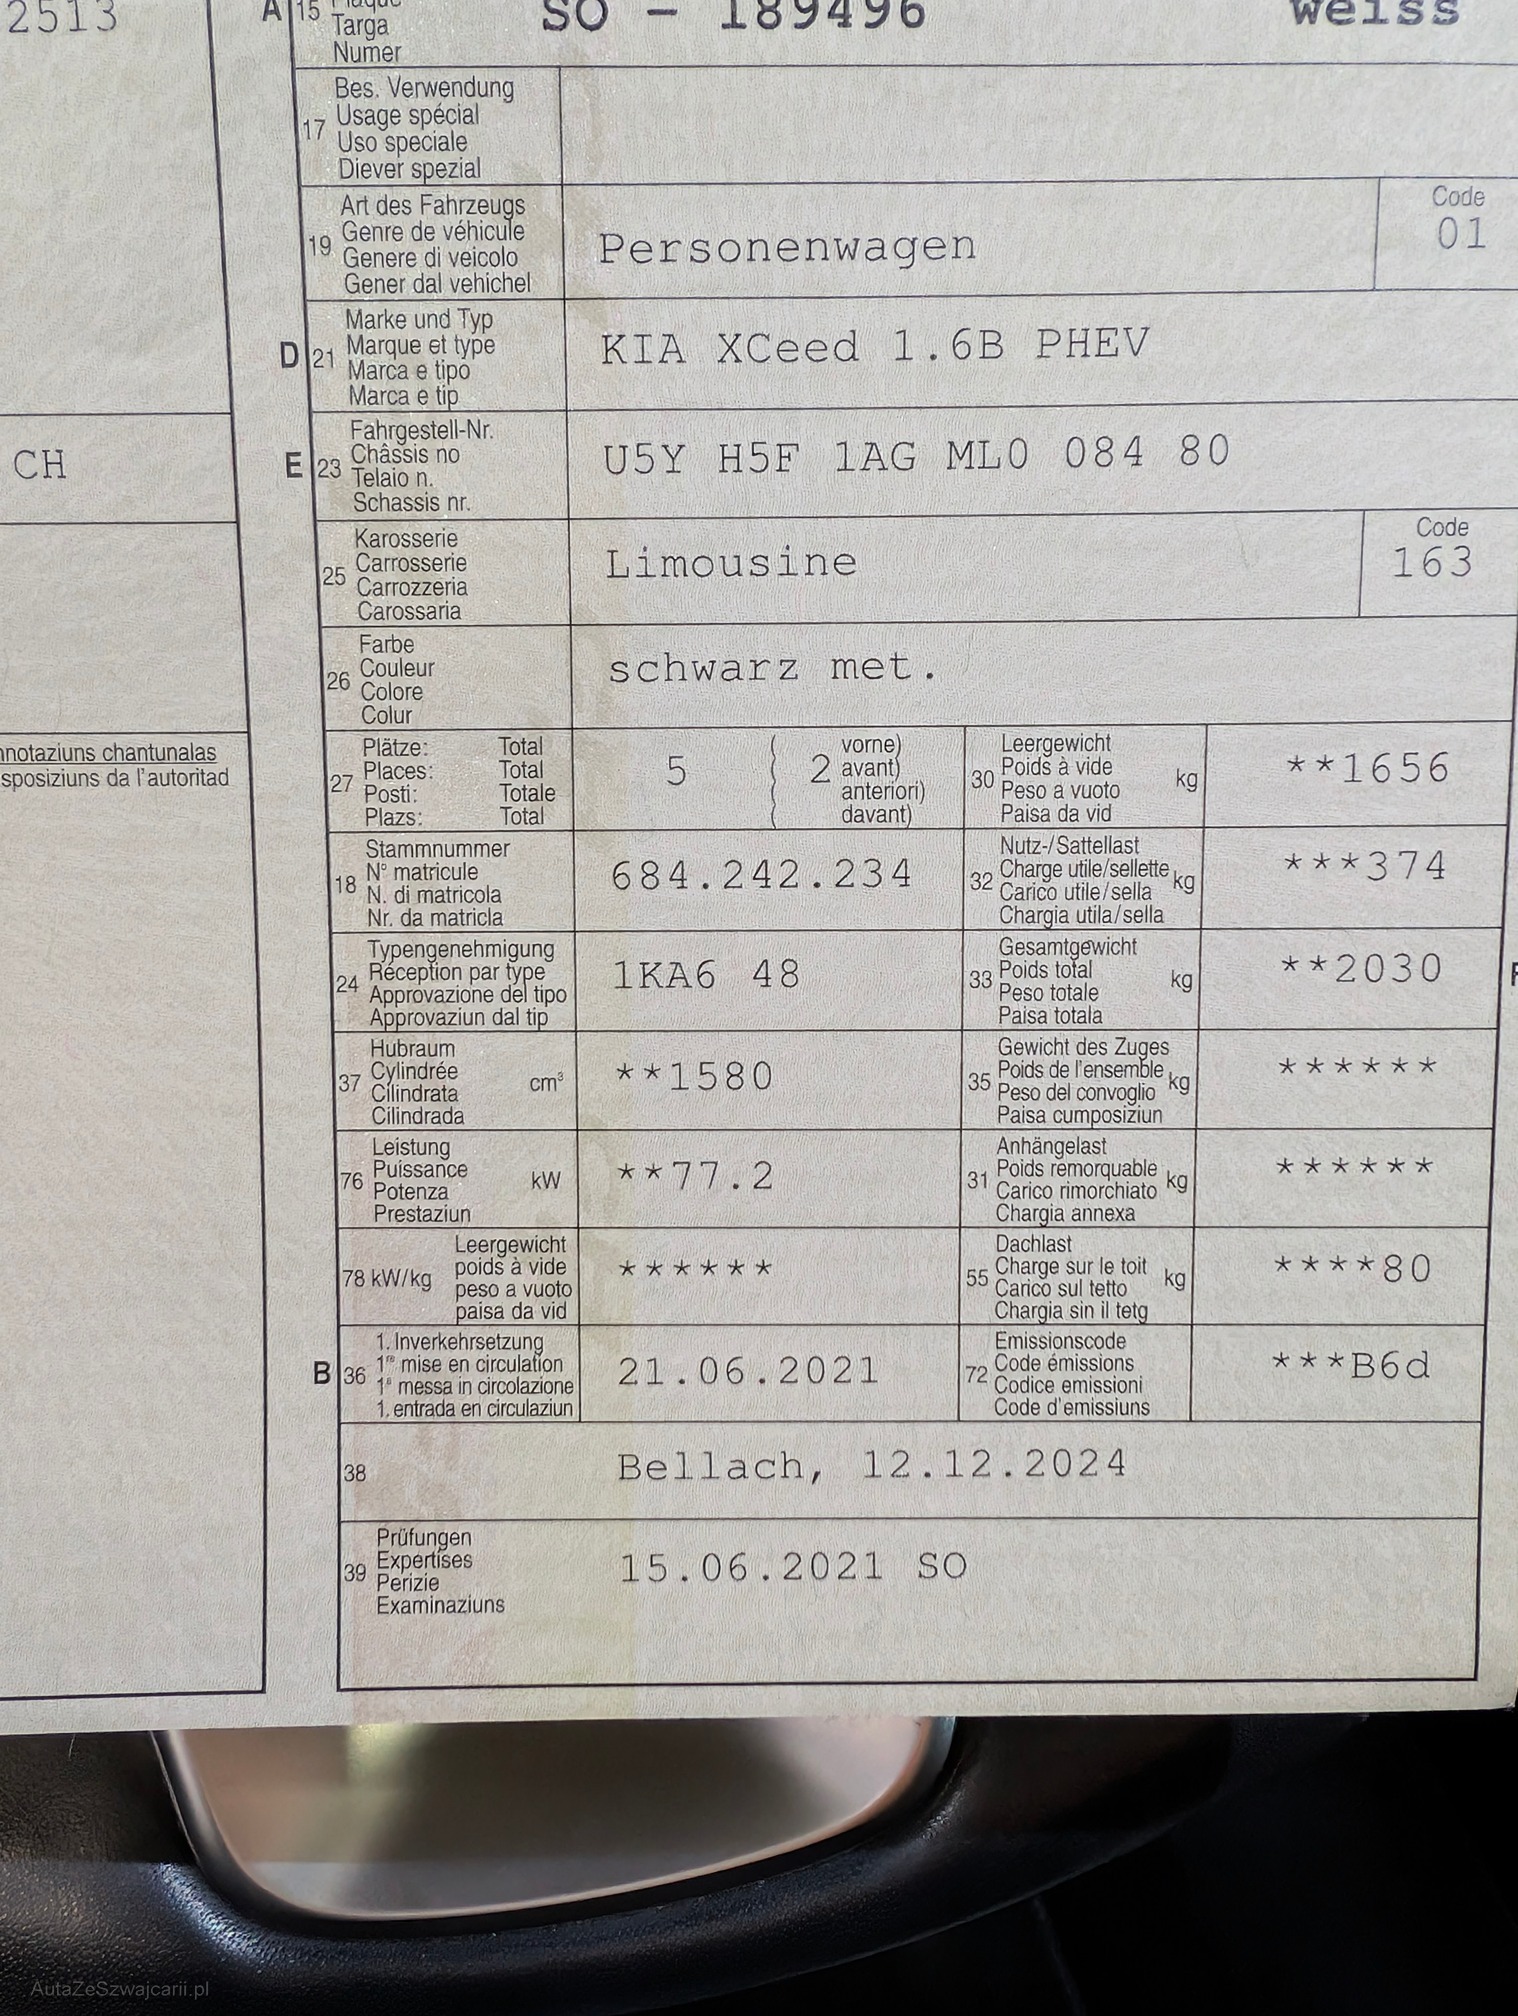 2513
A 15 Plaque
Targa
Numer
SO - 189496 weiss
17 Bes. Verwendung
Usage spécial
Uso speciale
Diever spezial
19 Art des Fahrzeugs
Genre de véhicule
Genere di veicolo
Gener dal vehichel
Personenwagen
Code
01
D 21 Marke und Typ
Marque et type
Marca e tipo
Marca e tip
KIA XCeed 1.6B PHEV
CH
E 23 Fahrgestell-Nr.
Châssis no
Telaio n.
Schassis nr.
U5Y H5F 1AG ML0 084 80
25 Karosserie
Carrosserie
Carrozzeria
Carossaria
Limousine
Code
163
26 Farbe
Couleur
Colore
Colur
schwarz met.
nnotaziuns chantunalas
sposiziuns da l'autoritad
27 Plätze: Total
Places: Total
Posti: Totale
Plazs: Total
5 ( 2 vorne)
avant)
anteriori)
davant)
30 Leergewicht
Poids à vide
Peso a vuoto
Paisa da vid
kg
**1656
18 Stammnummer
N° matricule
N. di matricola
Nr. da matricla
684.242.234
32 Nutz-/Sattellast
Charge utile/sellette
Carico utile/sella
Chargia utila/sella
kg
***374
24 Typengenehmigung
Réception par type
Approvazione del tipo
Approvaziun dal tip
1KA6 48
33 Gesamtgewicht
Poids total
Peso totale
Paisa totala
kg
**2030
37 Hubraum
Cylindrée
Cilindrata
Cilindrada
cm³
**1580
35 Gewicht des Zuges
Poids de l'ensemble
Peso del convoglio
Paisa cumposiziun
kg
******
76 Leistung
Puissance
Potenza
Prestaziun
kW
**77.2
31 Anhängelast
Poids remorquable
Carico rimorchiato
Chargia annexa
kg
******
78 kW/kg Leergewicht
poids à vide
peso a vuoto
paisa da vid
******
55 Dachlast
Charge sur le toit
Carico sul tetto
Chargia sin il tetg
kg
****80
B 36 1. Inverkehrsetzung
1re mise en circulation
1a messa in circolazione
1. entrada en circulaziun
21.06.2021
72 Emissionscode
Code émissions
Codice emissioni
Code d'emissiuns
***B6d
38 Bellach, 12.12.2024
39 Prüfungen
Expertises
Perizie
Examinaziuns
15.06.2021 SO
AutaZeSzwajcarii.pl